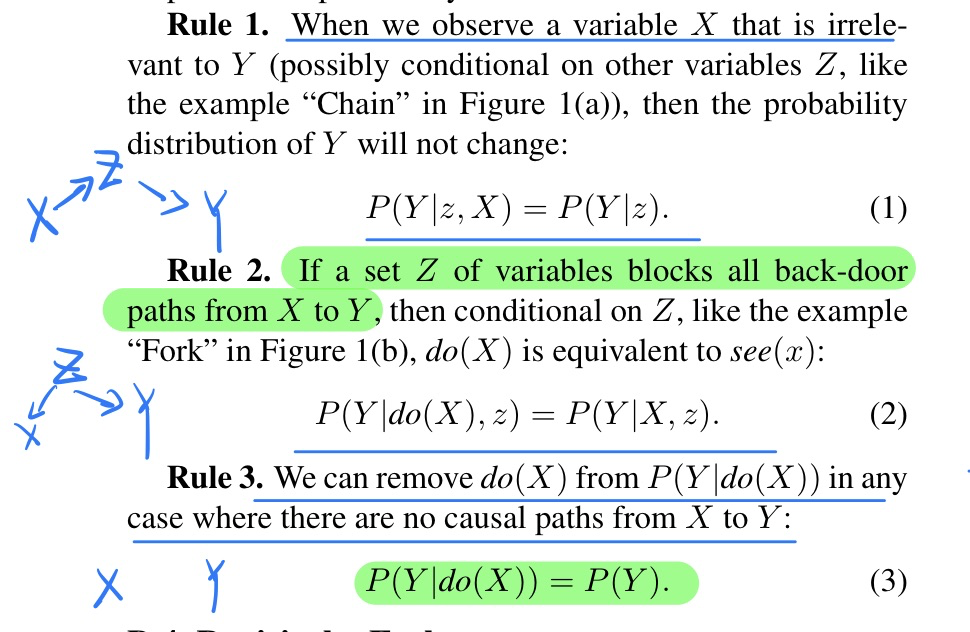 Rule 1. When we observe a variable X that is irrele-
vant to Y (possibly conditional on other variables Z, like
the example “Chain” in Figure 1(a)), then the probability
distribution of Y will not change:
X Z Y
P(Y|z, X) = P(Y|z). (1)
Rule 2. If a set Z of variables blocks all back-door
paths from X to Y, then conditional on Z, like the example
“Fork” in Figure 1(b), do(X) is equivalent to see(x):
Z
X Y
P(Y|do(X), z) = P(Y|X, z). (2)
Rule 3. We can remove do(X) from P(Y|do(X)) in any
case where there are no causal paths from X to Y:
X Y P(Y|do(X)) = P(Y). (3)